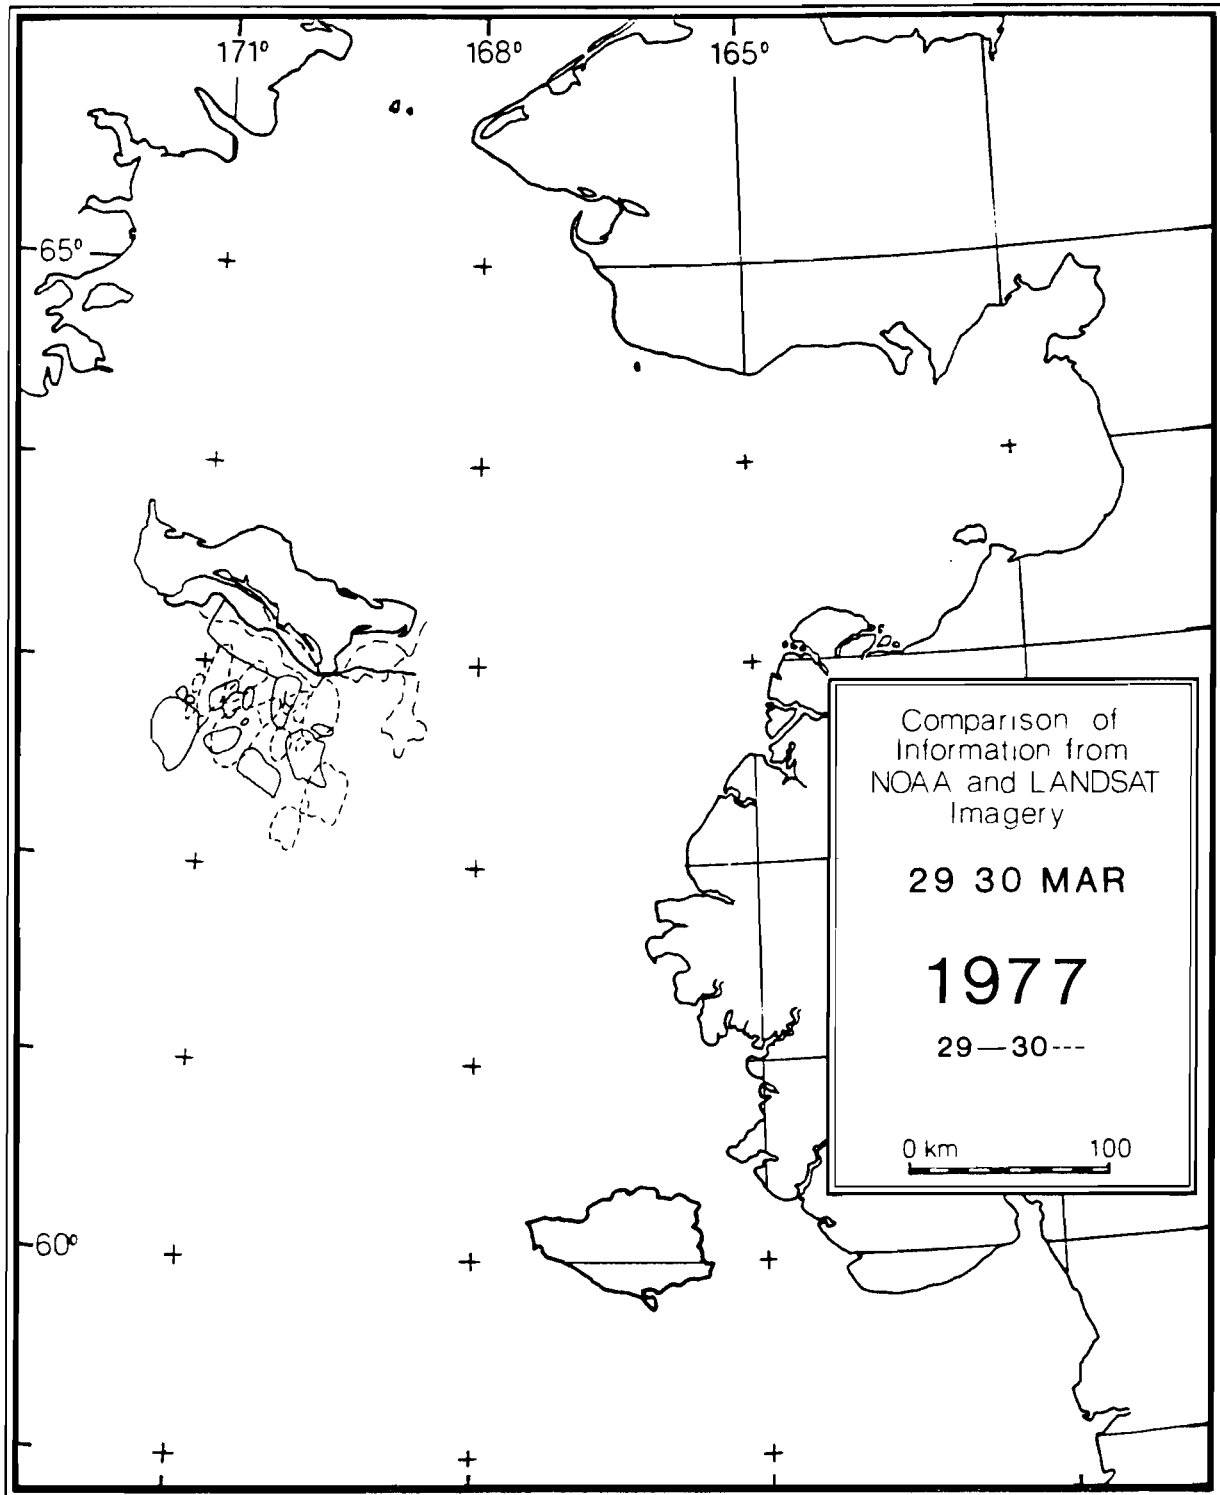 171° 168° 165°
65°
Comparison of
Information from
NOAA and LANDSAT
Imagery
29 30 MAR
1977
29—30---
0 km 100
60°